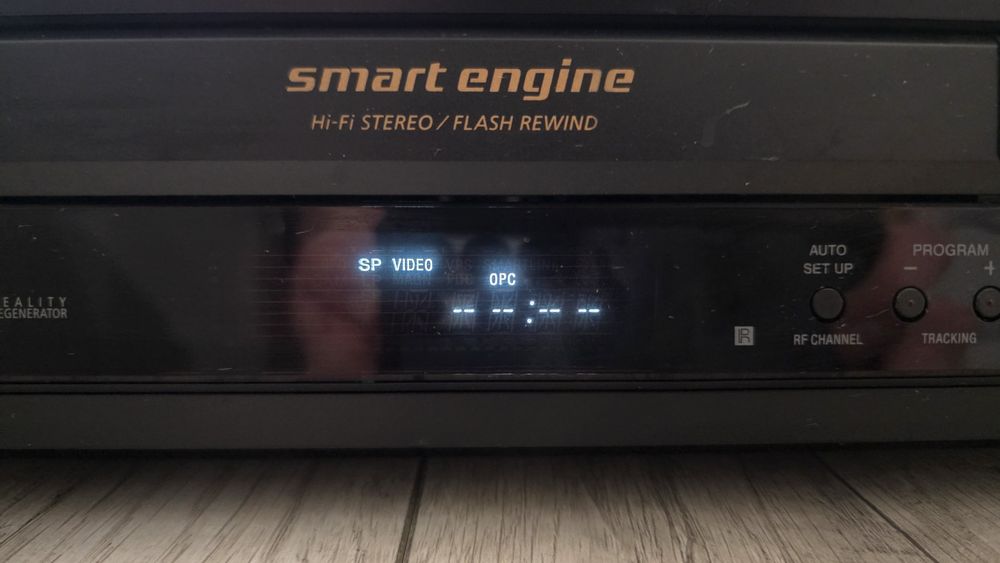 smart engine
Hi-Fi STEREO / FLASH REWIND
SP VIDEO
OPC
-- -- : -- --
EALITY
EGENERATOR
AUTO
SET UP
RF CHANNEL
PROGRAM
– +
TRACKING